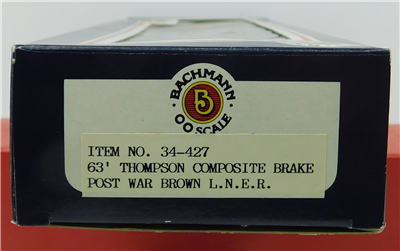 BACHMANN
OO SCALE
ITEM NO. 34-427
63' THOMPSON COMPOSITE BRAKE
POST WAR BROWN L.N.E.R.